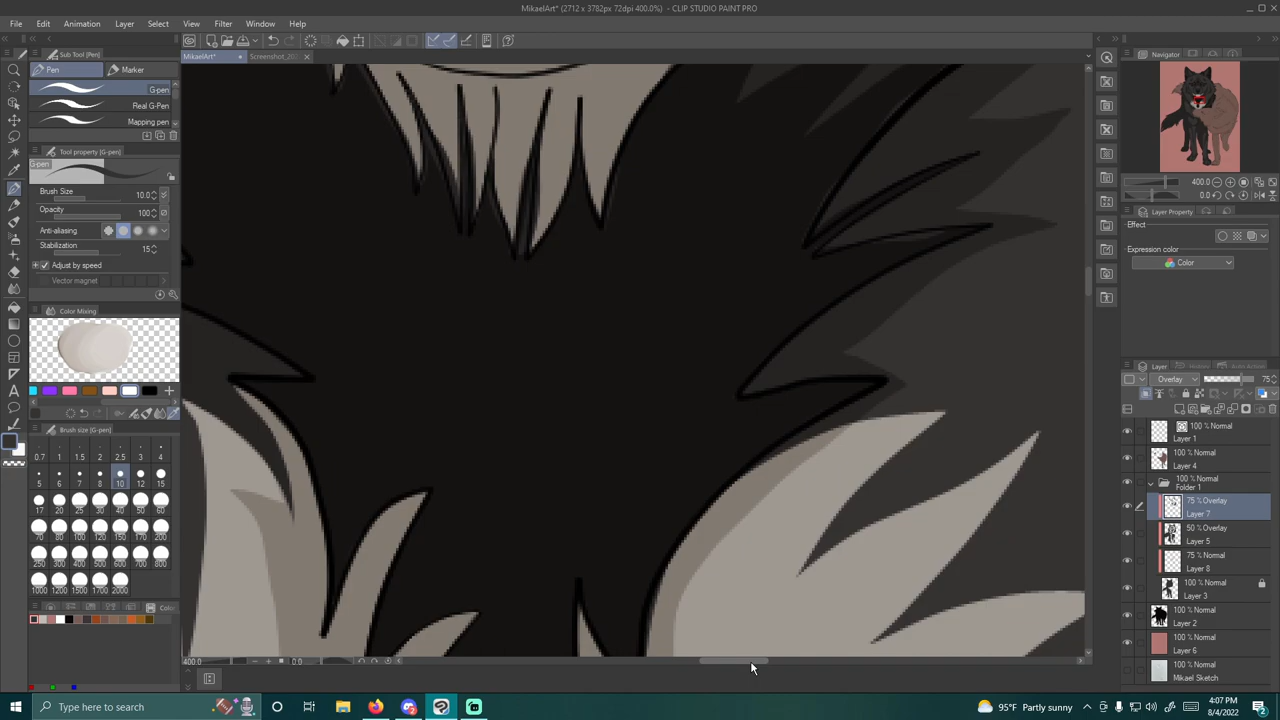 MikaelArt* (2712 x 3782px 72dpi 400.0%) - CLIP STUDIO PAINT PRO
File Edit Animation Layer Select View Filter Window Help
Sub Tool [Pen]
MikaelArt*
Screenshot_20
Navigator
Pen
Marker
G-pen
Real G-Pen
Mapping pen
Tool property [G-pen]
G-pen
Brush Size 10.0
Opacity 100
Anti-aliasing
Stabilization 15
Adjust by speed
Vector magnet
Color Mixing
Brush size [G-pen]
0.7 1 1.5 2 2.5 3 4
5 6 7 8 10 12 15
17 20 25 30 40 50 60
70 80 100 120 150 170 200
250 300 400 500 600 700 800
1000 1200 1500 1700 2000
Color
400.0
0.0
400.0
0.0
Layer Property
Effect
Expression color
Color
Layer
Overlay
75
100 % Normal
Layer 1
100 % Normal
Layer 4
100 % Normal
Folder 1
75 % Overlay
Layer 7
50 % Overlay
Layer 5
75 % Normal
Layer 8
100 % Normal
Layer 3
100 % Normal
Layer 2
100 % Normal
Layer 6
100 % Normal
Mikael Sketch
Type here to search
95°F Partly sunny
4:07 PM
8/4/2022
2